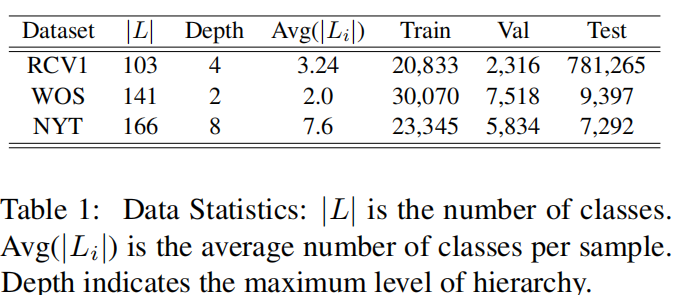 Dataset |L| Depth Avg(|Li|) Train Val Test
RCV1 103 4 3.24 20,833 2,316 781,265
WOS 141 2 2.0 30,070 7,518 9,397
NYT 166 8 7.6 23,345 5,834 7,292
Table 1: Data Statistics: |L| is the number of classes.
Avg(|Li|) is the average number of classes per sample.
Depth indicates the maximum level of hierarchy.